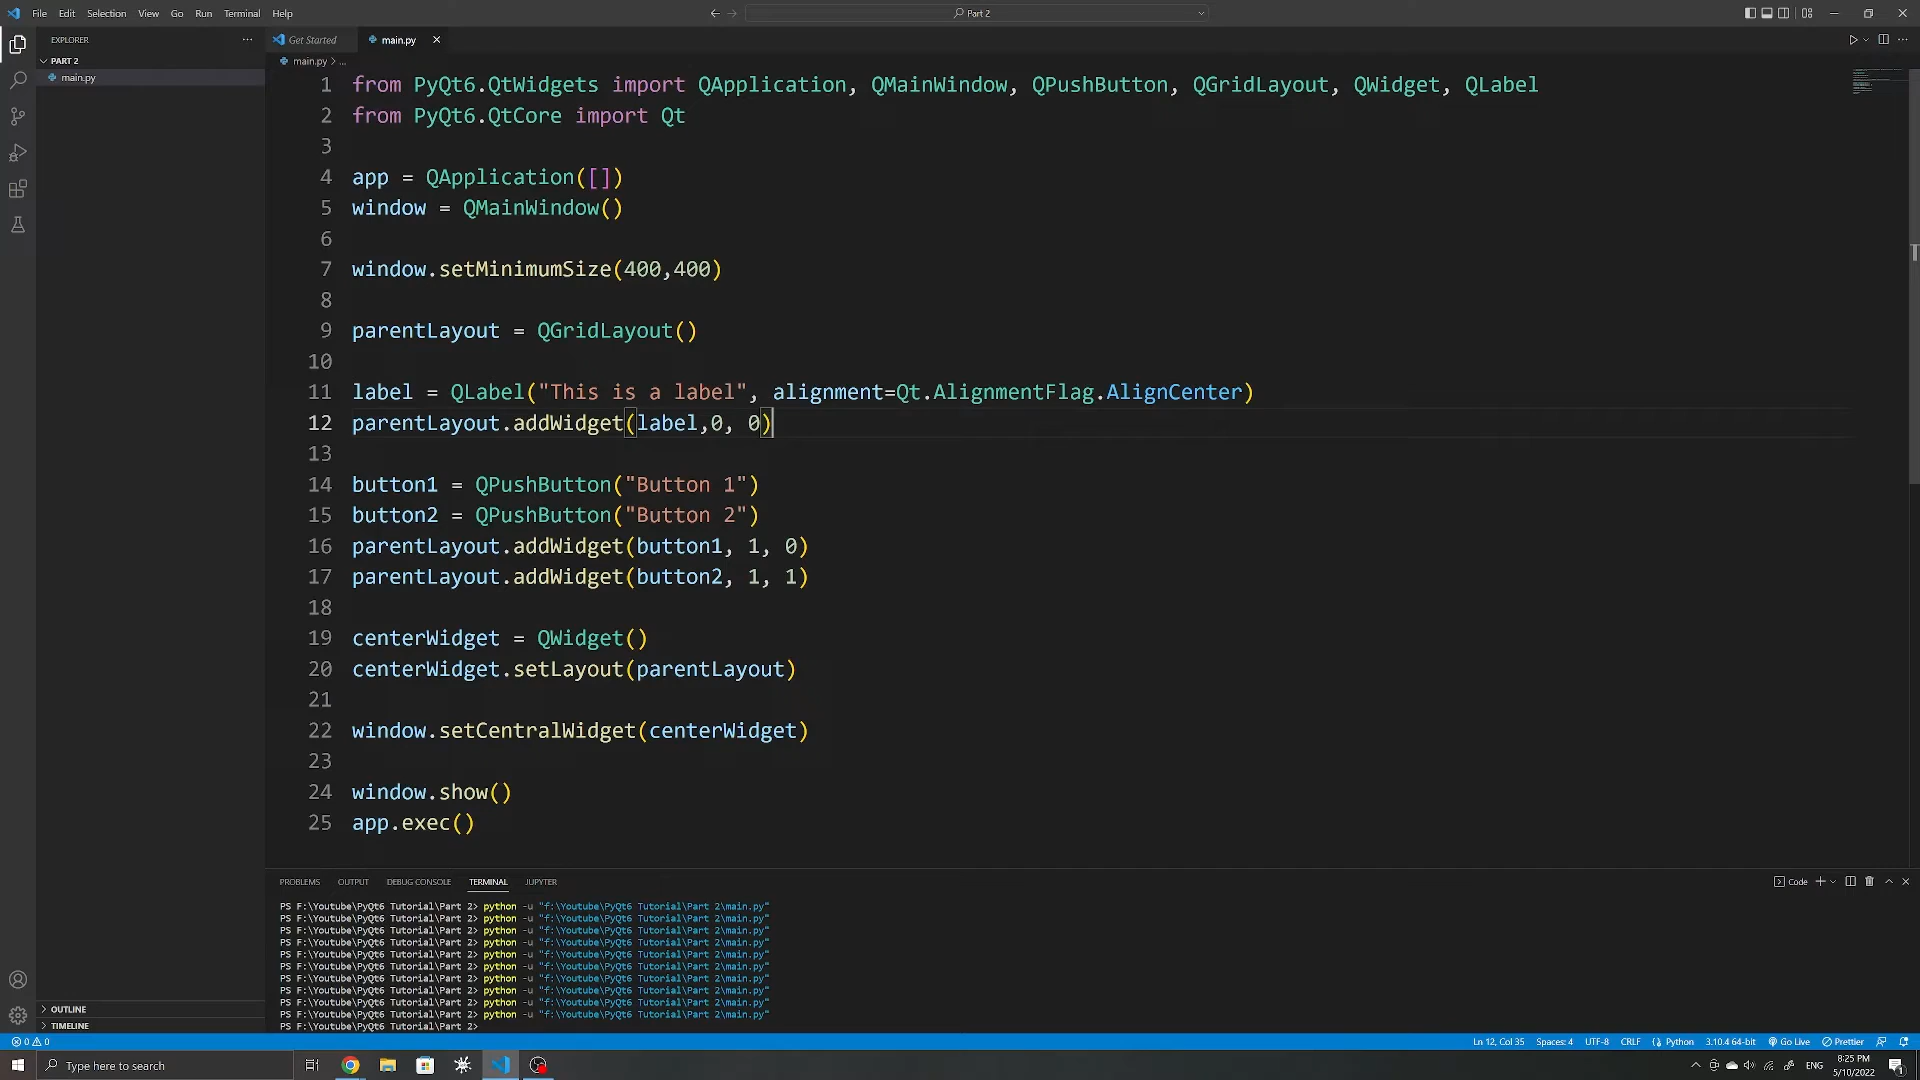 File Edit Selection View Go Run Terminal Help
Part 2
EXPLORER
PART 2
main.py
Get Started
main.py
main.py > ...
1 from PyQt6.QtWidgets import QApplication, QMainWindow, QPushButton, QGridLayout, QWidget, QLabel
2 from PyQt6.QtCore import Qt
3
4 app = QApplication([])
5 window = QMainWindow()
6
7 window.setMinimumSize(400,400)
8
9 parentLayout = QGridLayout()
10
11 label = QLabel("This is a label", alignment=Qt.AlignmentFlag.AlignCenter)
12 parentLayout.addWidget(label,0, 0)
13
14 button1 = QPushButton("Button 1")
15 button2 = QPushButton("Button 2")
16 parentLayout.addWidget(button1, 1, 0)
17 parentLayout.addWidget(button2, 1, 1)
18
19 centerWidget = QWidget()
20 centerWidget.setLayout(parentLayout)
21
22 window.setCentralWidget(centerWidget)
23
24 window.show()
25 app.exec()
PROBLEMS OUTPUT DEBUG CONSOLE TERMINAL JUPYTER
Code
PS F:\Youtube\PyQt6 Tutorial\Part 2> python -u "f:\Youtube\PyQt6 Tutorial\Part 2\main.py"
PS F:\Youtube\PyQt6 Tutorial\Part 2> python -u "f:\Youtube\PyQt6 Tutorial\Part 2\main.py"
PS F:\Youtube\PyQt6 Tutorial\Part 2> python -u "f:\Youtube\PyQt6 Tutorial\Part 2\main.py"
PS F:\Youtube\PyQt6 Tutorial\Part 2> python -u "f:\Youtube\PyQt6 Tutorial\Part 2\main.py"
PS F:\Youtube\PyQt6 Tutorial\Part 2> python -u "f:\Youtube\PyQt6 Tutorial\Part 2\main.py"
PS F:\Youtube\PyQt6 Tutorial\Part 2> python -u "f:\Youtube\PyQt6 Tutorial\Part 2\main.py"
PS F:\Youtube\PyQt6 Tutorial\Part 2> python -u "f:\Youtube\PyQt6 Tutorial\Part 2\main.py"
PS F:\Youtube\PyQt6 Tutorial\Part 2> python -u "f:\Youtube\PyQt6 Tutorial\Part 2\main.py"
PS F:\Youtube\PyQt6 Tutorial\Part 2> python -u "f:\Youtube\PyQt6 Tutorial\Part 2\main.py"
PS F:\Youtube\PyQt6 Tutorial\Part 2> python -u "f:\Youtube\PyQt6 Tutorial\Part 2\main.py"
PS F:\Youtube\PyQt6 Tutorial\Part 2>
OUTLINE
TIMELINE
0 0
Ln 12, Col 35 Spaces: 4 UTF-8 CRLF Python 3.10.4 64-bit Go Live Prettier
Type here to search
ENG
8:25 PM
5/10/2022
1